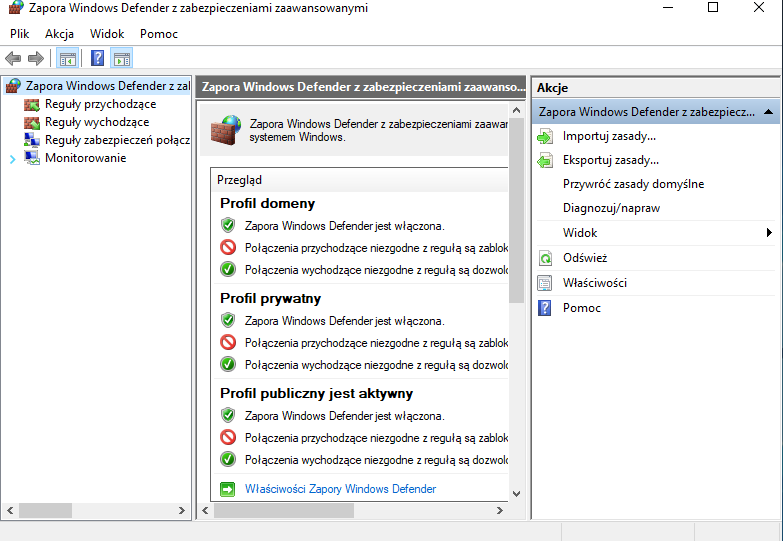 Zapora Windows Defender z zabezpieczeniami zaawansowanymi
Plik Akcja Widok Pomoc
Zapora Windows Defender z zal
Reguły przychodzące
Reguły wychodzące
Reguły zabezpieczeń połącz
Monitorowanie
Zapora Windows Defender z zabezpieczeniami zaawanso...
Zapora Windows Defender z zabezpieczeniami zaawar
systemem Windows.
Przegląd
Profil domeny
Zapora Windows Defender jest włączona.
Połączenia przychodzące niezgodne z regułą są zablok
Połączenia wychodzące niezgodne z regułą są dozwolo
Profil prywatny
Zapora Windows Defender jest włączona.
Połączenia przychodzące niezgodne z regułą są zablok
Połączenia wychodzące niezgodne z regułą są dozwolo
Profil publiczny jest aktywny
Zapora Windows Defender jest włączona.
Połączenia przychodzące niezgodne z regułą są zablok
Połączenia wychodzące niezgodne z regułą są dozwolo
Właściwości Zapory Windows Defender
Akcje
Zapora Windows Defender z zabezpiecz...
Importuj zasady...
Eksportuj zasady...
Przywróć zasady domyślne
Diagnozuj/napraw
Widok
Odśwież
Właściwości
Pomoc